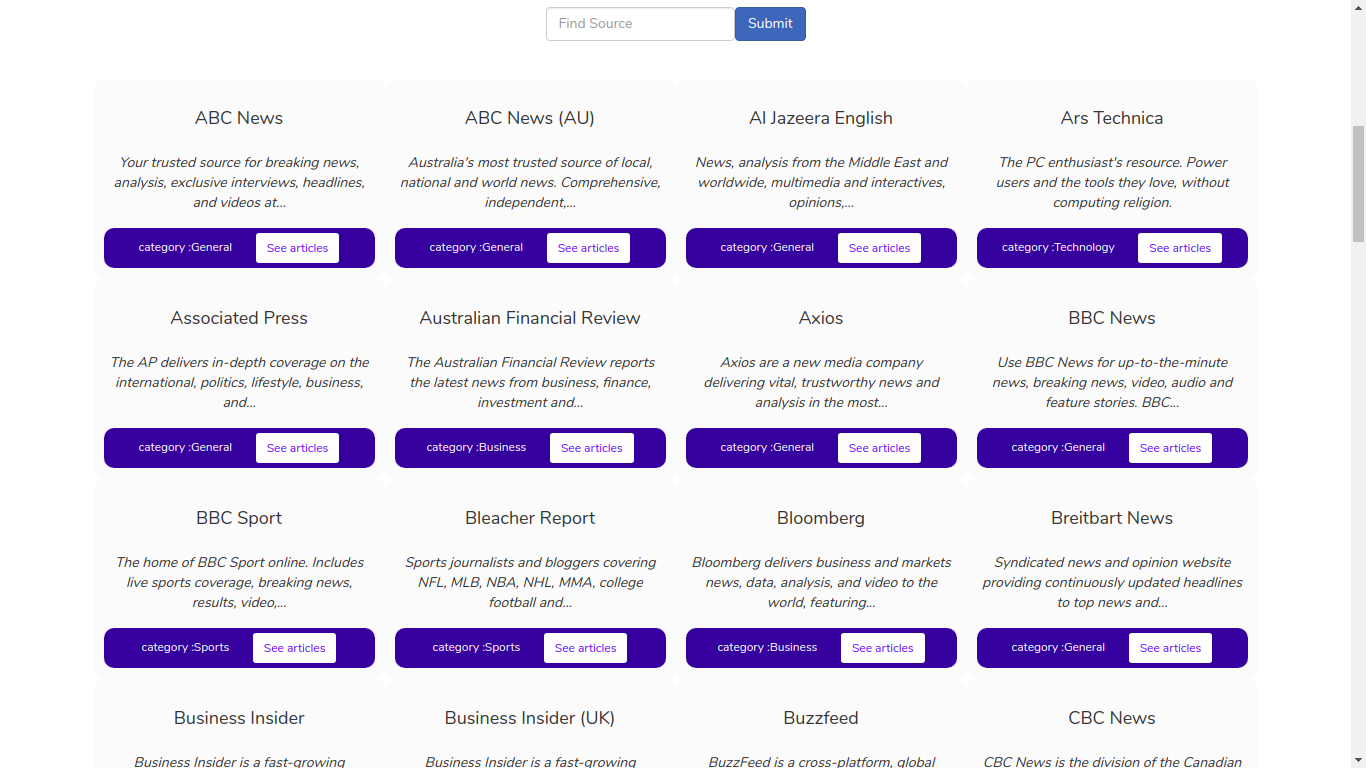 Find Source Submit
ABC News
Your trusted source for breaking news,
analysis, exclusive interviews, headlines,
and videos at...
category :General See articles
ABC News (AU)
Australia's most trusted source of local,
national and world news. Comprehensive,
independent,...
category :General See articles
Al Jazeera English
News, analysis from the Middle East and
worldwide, multimedia and interactives,
opinions,...
category :General See articles
Ars Technica
The PC enthusiast's resource. Power
users and the tools they love, without
computing religion.
category :Technology See articles
Associated Press
The AP delivers in-depth coverage on the
international, politics, lifestyle, business,
and...
category :General See articles
Australian Financial Review
The Australian Financial Review reports
the latest news from business, finance,
investment and...
category :Business See articles
Axios
Axios are a new media company
delivering vital, trustworthy news and
analysis in the most...
category :General See articles
BBC News
Use BBC News for up-to-the-minute
news, breaking news, video, audio and
feature stories. BBC...
category :General See articles
BBC Sport
The home of BBC Sport online. Includes
live sports coverage, breaking news,
results, video,...
category :Sports See articles
Bleacher Report
Sports journalists and bloggers covering
NFL, MLB, NBA, NHL, MMA, college
football and...
category :Sports See articles
Bloomberg
Bloomberg delivers business and markets
news, data, analysis, and video to the
world, featuring...
category :Business See articles
Breitbart News
Syndicated news and opinion website
providing continuously updated headlines
to top news and...
category :General See articles
Business Insider
Business Insider is a fast-growing
Business Insider (UK)
Business Insider is a fast-growing
Buzzfeed
BuzzFeed is a cross-platform, global
CBC News
CBC News is the division of the Canadian